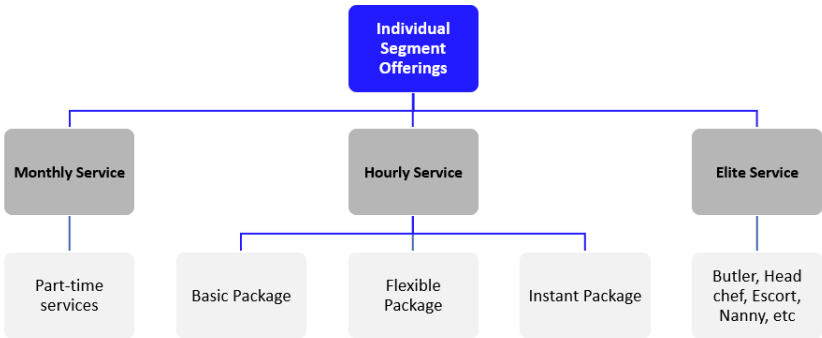 Individual
Segment
Offerings
Monthly Service
Hourly Service
Elite Service
Part-time
services
Basic Package
Flexible
Package
Instant Package
Butler, Head
chef, Escort,
Nanny, etc